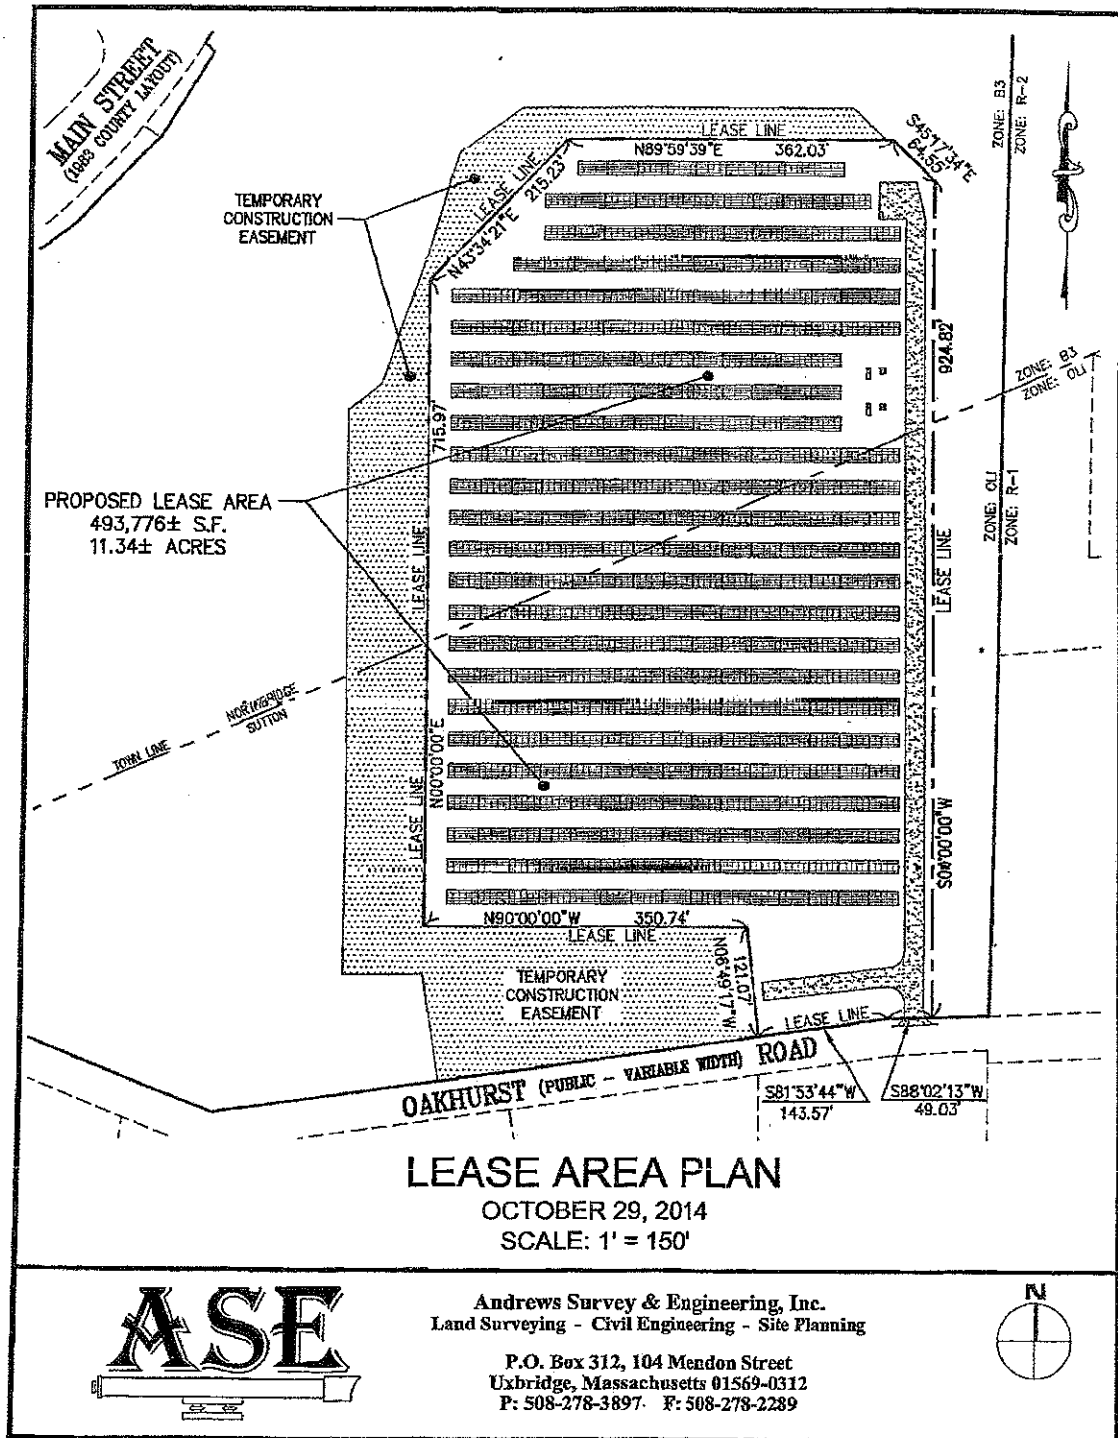 MAIN STREET
(1983 COUNTY LAYOUT)
TEMPORARY
CONSTRUCTION
EASEMENT
LEASE LINE
N89°59'39"E 362.03'
S45°17'34"E
64.55'
ZONE: B3
ZONE: R-2
LEASE LINE
N43°34'21"E 215.23'
924.82'
ZONE: B3
ZONE: OLI
715.97'
PROPOSED LEASE AREA
493,776± S.F.
11.34± ACRES
ZONE: OLI
ZONE: R-1
LEASE LINE
LEASE LINE
NORTHBRIDGE
SUTTON
TOWN LINE
N00°00'00"E
LEASE LINE
S00°00'00"W
N90°00'00"W 350.74'
LEASE LINE
N06°49'17"W
121.07'
TEMPORARY
CONSTRUCTION
EASEMENT
LEASE LINE
OAKHURST (PUBLIC - VARIABLE WIDTH) ROAD
S81°53'44"W
143.57'
S88°02'13"W
49.03'
LEASE AREA PLAN
OCTOBER 29, 2014
SCALE: 1' = 150'
ASE
Andrews Survey & Engineering, Inc.
Land Surveying - Civil Engineering - Site Planning
P.O. Box 312, 104 Mendon Street
Uxbridge, Massachusetts 01569-0312
P: 508-278-3897 F: 508-278-2289
N